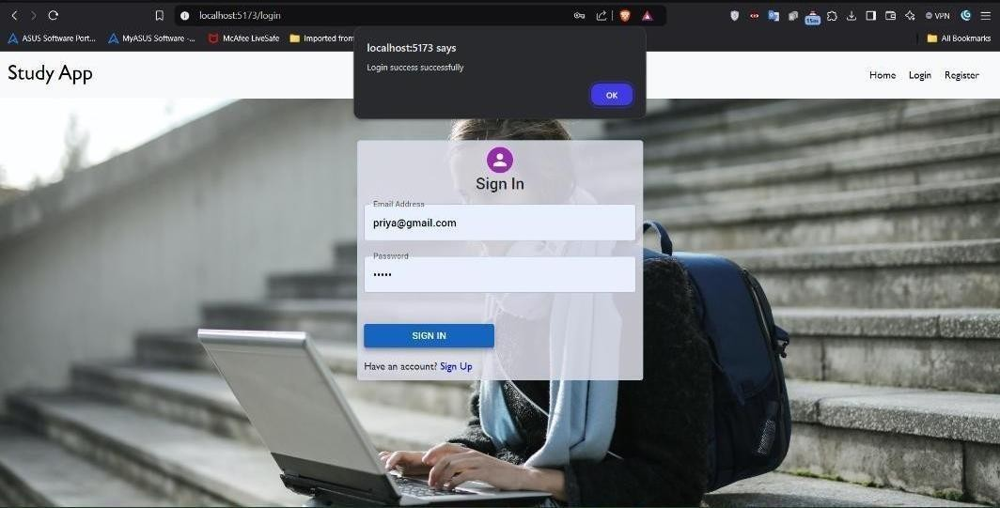 localhost:5173/login
VPN
15m
ASUS Software Port...
MyASUS Software -...
McAfee LiveSafe
Imported from
All Bookmarks
localhost:5173 says
Login success successfully
OK
Study App
Home
Login
Register
Sign In
Email Address
priya@gmail.com
Password
•••••
SIGN IN
Have an account? Sign Up